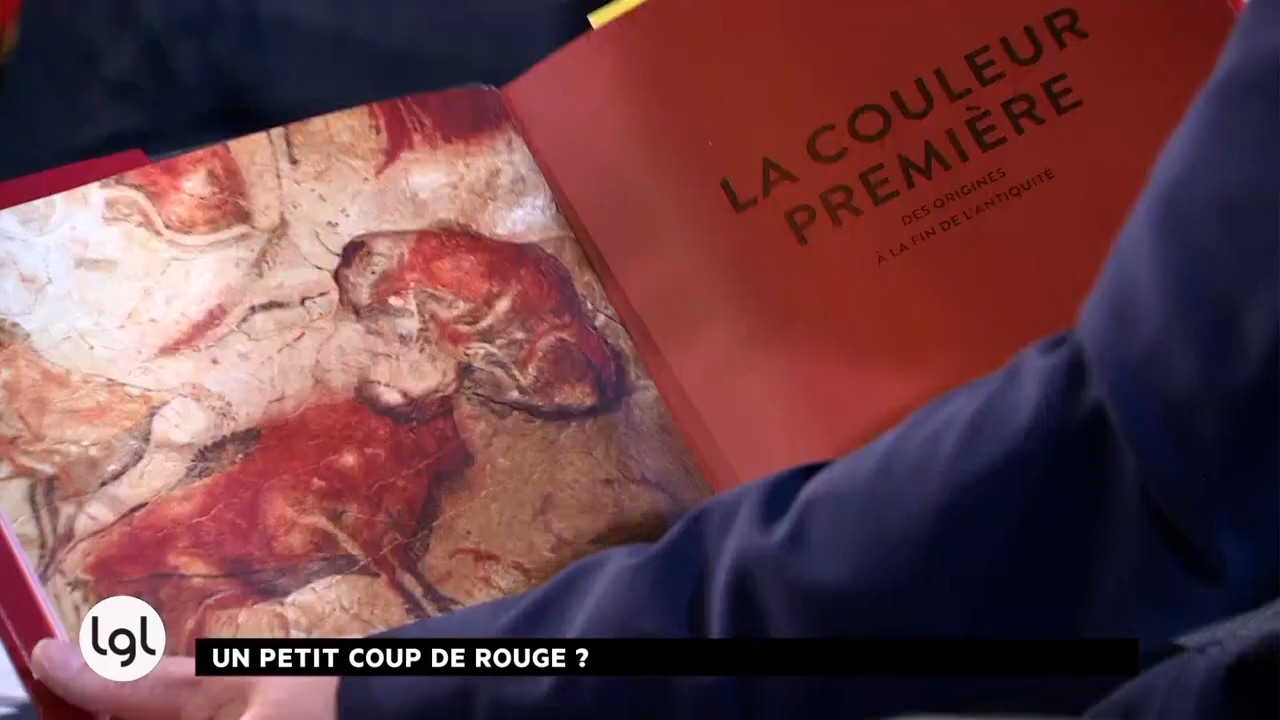 LA COULEUR
PREMIÈRE
DES ORIGINES
À LA FIN DE L'ANTIQUITÉ
lgl
UN PETIT COUP DE ROUGE ?